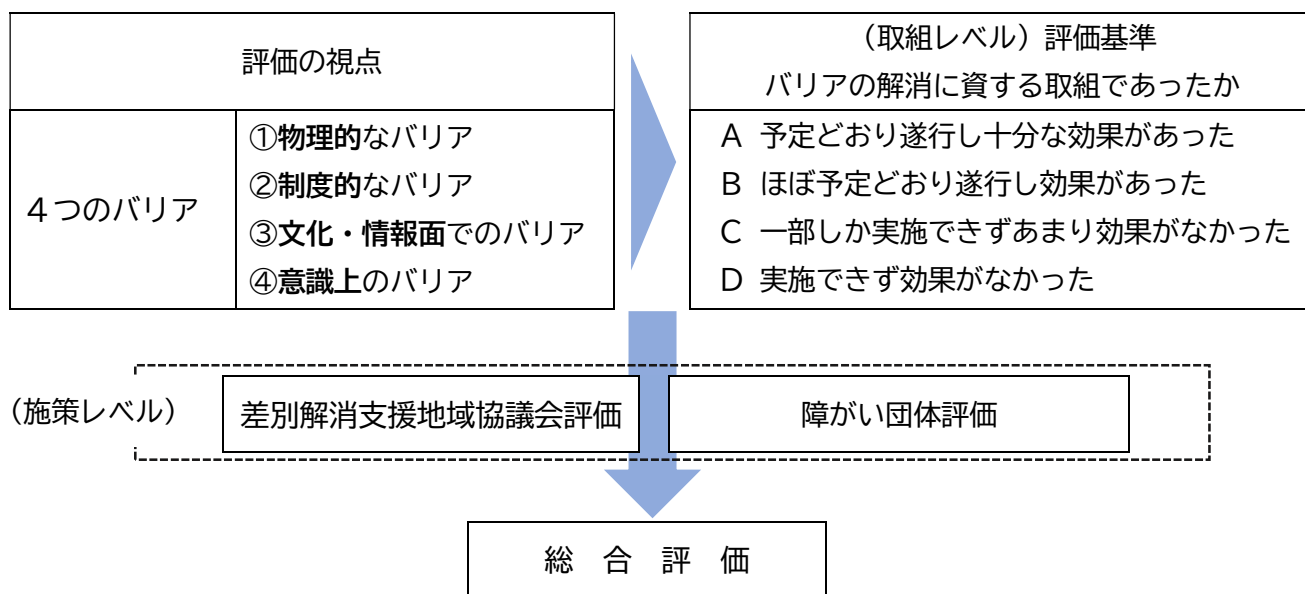 評価の視点
4つのバリア
①物理的なバリア
②制度的なバリア
③文化・情報面でのバリア
④意識上のバリア
（取組レベル）評価基準
バリアの解消に資する取組であったか
A 予定どおり遂行し十分な効果があった
B ほぼ予定どおり遂行し効果があった
C 一部しか実施できずあまり効果がなかった
D 実施できず効果がなかった
（施策レベル）
差別解消支援地域協議会評価
障がい団体評価
総 合 評 価